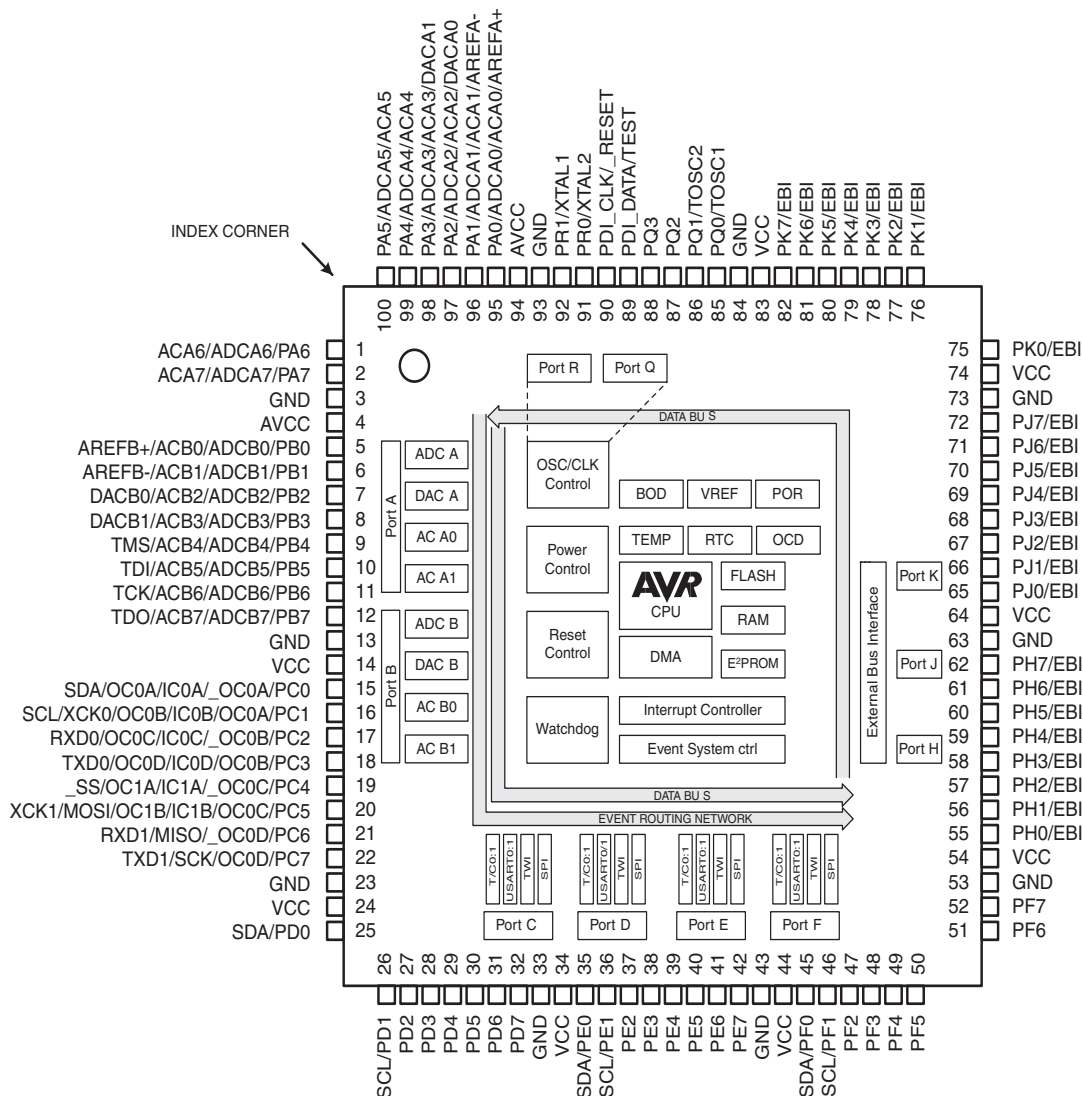 PA5/ADCA5/ACA5
PA4/ADCA4/ACA4
PA3/ADCA3/ACA3/DACA1
PA2/ADCA2/ACA2/DACA0
PA1/ADCA1/ACA1/AREFA-
PA0/ADCA0/ACA0/AREFA+
AVCC
GND
PR1/XTAL1
PR0/XTAL2
PDI_CLK/_RESET
PDI_DATA/TEST
PQ3
PQ2
PQ1/TOSC2
PQ0/TOSC1
GND
VCC
PK7/EBI
PK6/EBI
PK5/EBI
PK4/EBI
PK3/EBI
PK2/EBI
PK1/EBI
INDEX CORNER
100
99
98
97
96
95
94
93
92
91
90
89
88
87
86
85
84
83
82
81
80
79
78
77
76
ACA6/ADCA6/PA6 1
ACA7/ADCA7/PA7 2
GND 3
AVCC 4
AREFB+/ACB0/ADCB0/PB0 5
AREFB-/ACB1/ADCB1/PB1 6
DACB0/ACB2/ADCB2/PB2 7
DACB1/ACB3/ADCB3/PB3 8
TMS/ACB4/ADCB4/PB4 9
TDI/ACB5/ADCB5/PB5 10
TCK/ACB6/ADCB6/PB6 11
TDO/ACB7/ADCB7/PB7 12
GND 13
VCC 14
SDA/OC0A/IC0A/_OC0A/PC0 15
SCL/XCK0/OC0B/IC0B/OC0A/PC1 16
RXD0/OC0C/IC0C/_OC0B/PC2 17
TXD0/OC0D/IC0D/OC0B/PC3 18
_SS/OC1A/IC1A/_OC0C/PC4 19
XCK1/MOSI/OC1B/IC1B/OC0C/PC5 20
RXD1/MISO/_OC0D/PC6 21
TXD1/SCK/OC0D/PC7 22
GND 23
VCC 24
SDA/PD0 25
Port R
Port Q
DATA BU S
Port A
ADC A
DAC A
AC A0
AC A1
Port B
ADC B
DAC B
AC B0
AC B1
OSC/CLK
Control
Power
Control
Reset
Control
Watchdog
BOD
VREF
POR
TEMP
RTC
OCD
AVR
CPU
FLASH
RAM
DMA
E²PROM
Interrupt Controller
Event System ctrl
External Bus Interface
Port K
Port J
Port H
DATA BU S
EVENT ROUTING NETWORK
T/C0:1
USART0:1
TWI
SPI
T/C0:1
USART0/1
TWI
SPI
T/C0:1
USART0:1
TWI
SPI
T/C0:1
USART0:1
TWI
SPI
Port C
Port D
Port E
Port F
75 PK0/EBI
74 VCC
73 GND
72 PJ7/EBI
71 PJ6/EBI
70 PJ5/EBI
69 PJ4/EBI
68 PJ3/EBI
67 PJ2/EBI
66 PJ1/EBI
65 PJ0/EBI
64 VCC
63 GND
62 PH7/EBI
61 PH6/EBI
60 PH5/EBI
59 PH4/EBI
58 PH3/EBI
57 PH2/EBI
56 PH1/EBI
55 PH0/EBI
54 VCC
53 GND
52 PF7
51 PF6
26
27
28
29
30
31
32
33
34
35
36
37
38
39
40
41
42
43
44
45
46
47
48
49
50
SCL/PD1
PD2
PD3
PD4
PD5
PD6
PD7
GND
VCC
SDA/PE0
SCL/PE1
PE2
PE3
PE4
PE5
PE6
PE7
GND
VCC
SDA/PF0
SCL/PF1
PF2
PF3
PF4
PF5